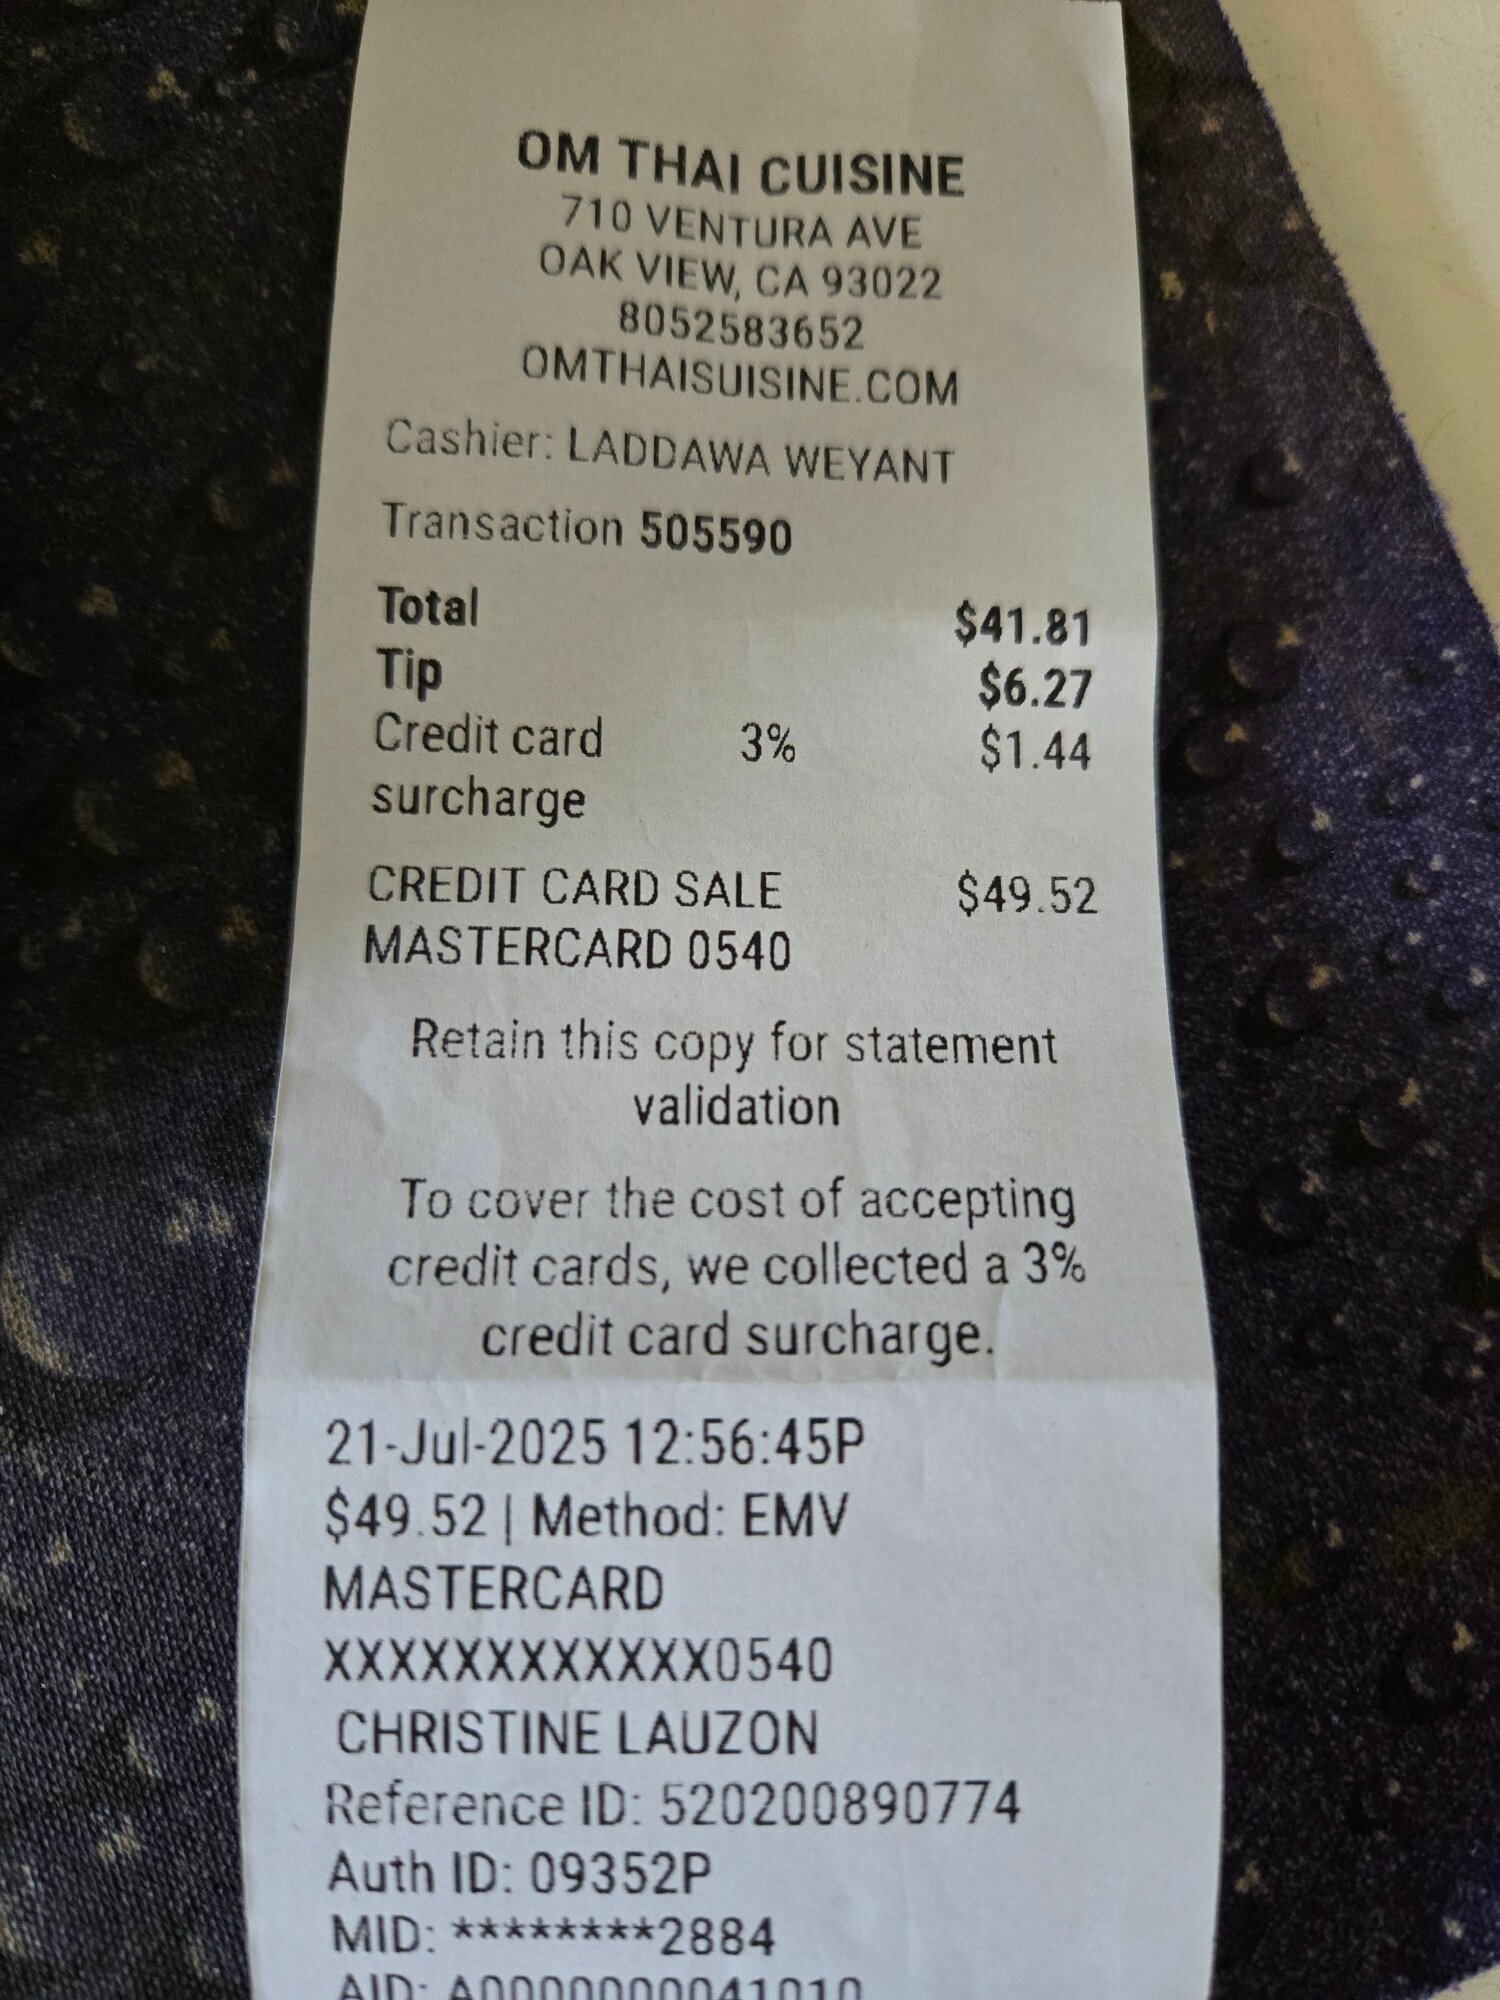 OM THAI CUISINE
710 VENTURA AVE
OAK VIEW, CA 93022
8052583652
OMTHAISUISINE.COM
Cashier: LADDAWA WEYANT
Transaction 505590
Total $41.81
Tip $6.27
Credit card 3% $1.44
surcharge
CREDIT CARD SALE $49.52
MASTERCARD 0540
Retain this copy for statement
validation
To cover the cost of accepting
credit cards, we collected a 3%
credit card surcharge.
21-Jul-2025 12:56:45P
$49.52 | Method: EMV
MASTERCARD
XXXXXXXXXXXX0540
CHRISTINE LAUZON
Reference ID: 520200890774
Auth ID: 09352P
MID: ********2884
AID: A0000000041010